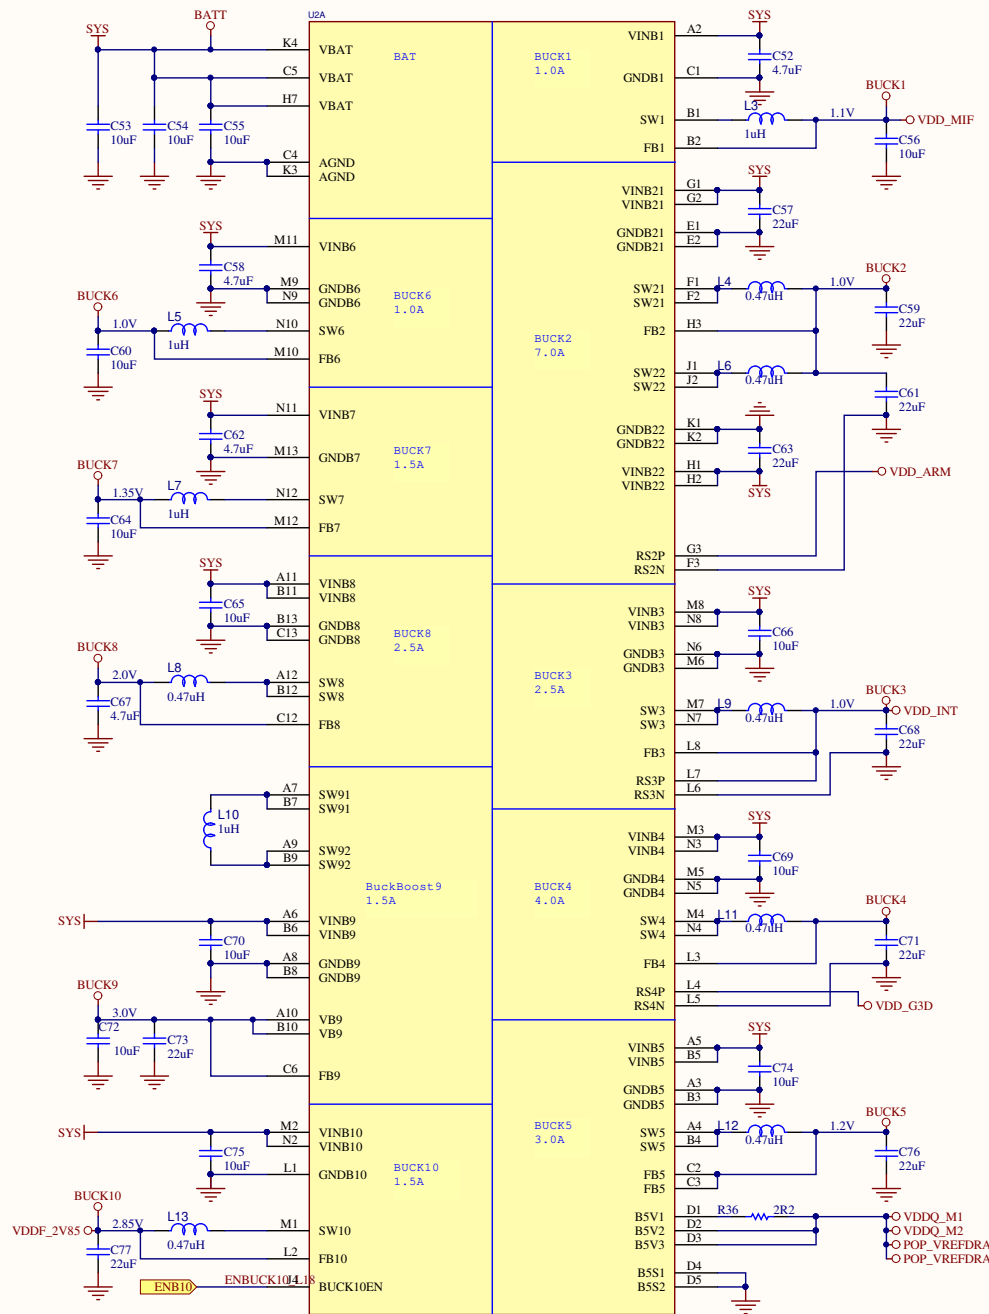 U2A
BATT
SYS
K4 VBAT
C5 VBAT
H7 VBAT
C53 10uF
C54 10uF
C55 10uF
C4 AGND
K3 AGND
BAT
SYS
M11 VINB6
C58 4.7uF
M9 GNDB6
N9 GNDB6
BUCK6
1.0A
BUCK6
1.0V
L5 1uH
N10 SW6
C60 10uF
M10 FB6
SYS
N11 VINB7
C62 4.7uF
M13 GNDB7
BUCK7
1.5A
BUCK7
1.35V
L7 1uH
N12 SW7
C64 10uF
M12 FB7
SYS
A11 VINB8
B11 VINB8
C65 10uF
B13 GNDB8
C13 GNDB8
BUCK8
2.5A
BUCK8
2.0V
L8 0.47uH
A12 SW8
B12 SW8
C67 4.7uF
C12 FB8
A7 SW91
B7 SW91
L10 1uH
A9 SW92
B9 SW92
BuckBoost9
1.5A
SYS
A6 VINB9
B6 VINB9
C70 10uF
A8 GNDB9
B8 GNDB9
BUCK9
3.0V
A10 VB9
B10 VB9
C72 10uF
C73 22uF
C6 FB9
SYS
M2 VINB10
N2 VINB10
C75 10uF
L1 GNDB10
BUCK10
1.5A
BUCK10
VDDF_2V85
2.85V
L13 0.47uH
M1 SW10
C77 22uF
L2 FB10
ENB10
BUCK10EN
BUCK1
1.0A
VINB1 A2
SYS
C52 4.7uF
GNDB1 C1
SW1 B1
L3 1uH
1.1V
BUCK1
VDD_MIF
FB1 B2
C56 10uF
SYS
VINB21 G1
VINB21 G2
C57 22uF
GNDB21 E1
GNDB21 E2
SW21 F1
SW21 F2
L4 0.47uH
1.0V
BUCK2
C59 22uF
FB2 H3
BUCK2
7.0A
SW22 J1
SW22 J2
L6 0.47uH
C61 22uF
GNDB22 K1
GNDB22 K2
C63 22uF
VINB22 H1
VINB22 H2
SYS
VDD_ARM
RS2P G3
RS2N F3
SYS
VINB3 M8
VINB3 N8
C66 10uF
GNDB3 N6
GNDB3 M6
BUCK3
2.5A
SW3 M7
SW3 N7
L9 0.47uH
1.0V
BUCK3
VDD_INT
C68 22uF
FB3 L8
RS3P L7
RS3N L6
SYS
VINB4 M3
VINB4 N3
C69 10uF
GNDB4 M5
GNDB4 N5
BUCK4
4.0A
SW4 M4
SW4 N4
L11 0.47uH
BUCK4
C71 22uF
FB4 L3
RS4P L4
RS4N L5
VDD_G3D
SYS
VINB5 A5
VINB5 B5
C74 10uF
GNDB5 A3
GNDB5 B3
BUCK5
3.0A
SW5 A4
SW5 B4
L12 0.47uH
1.2V
BUCK5
C76 22uF
FB5 C2
FB5 C3
B5V1 D1
R36 2R2
VDDQ_M1
B5V2 D2
VDDQ_M2
B5V3 D3
POP_VREFDRA
POP_VREFDRA
B5S1 D4
B5S2 D5